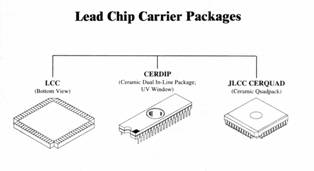 Lead Chip Carrier Packages
LCC
(Bottom View)
CERDIP
(Ceramic Dual In-Line Package;
UV Window)
JLCC CERQUAD
(Ceramic Quadpack)